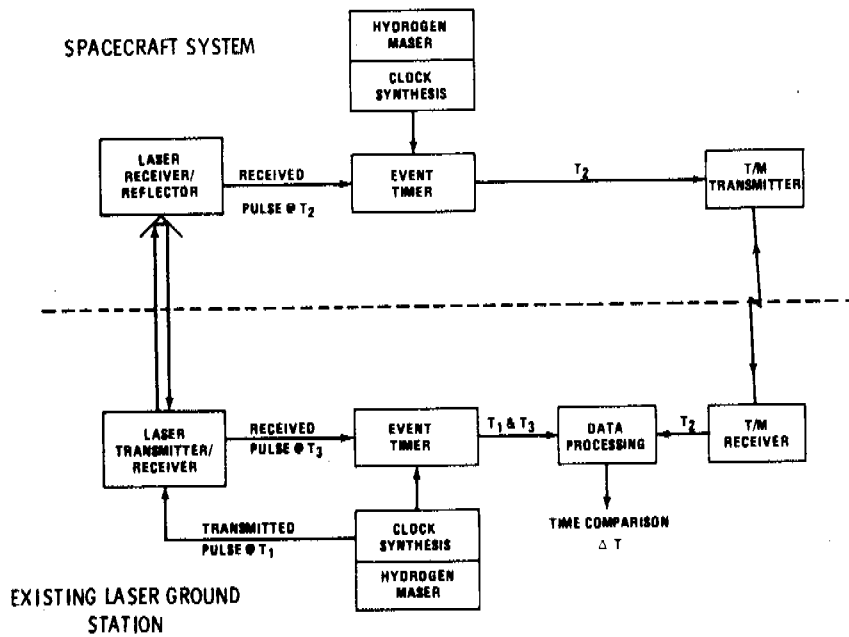 SPACECRAFT SYSTEM
HYDROGEN
MASER
CLOCK
SYNTHESIS
LASER
RECEIVER/
REFLECTOR
RECEIVED
PULSE @ T2
EVENT
TIMER
T2
T/M
TRANSMITTER
LASER
TRANSMITTER/
RECEIVER
RECEIVED
PULSE @ T3
EVENT
TIMER
T1 & T3
DATA
PROCESSING
T2
T/M
RECEIVER
TRANSMITTED
PULSE @ T1
CLOCK
SYNTHESIS
HYDROGEN
MASER
TIME COMPARISON
Δ T
EXISTING LASER GROUND
STATION